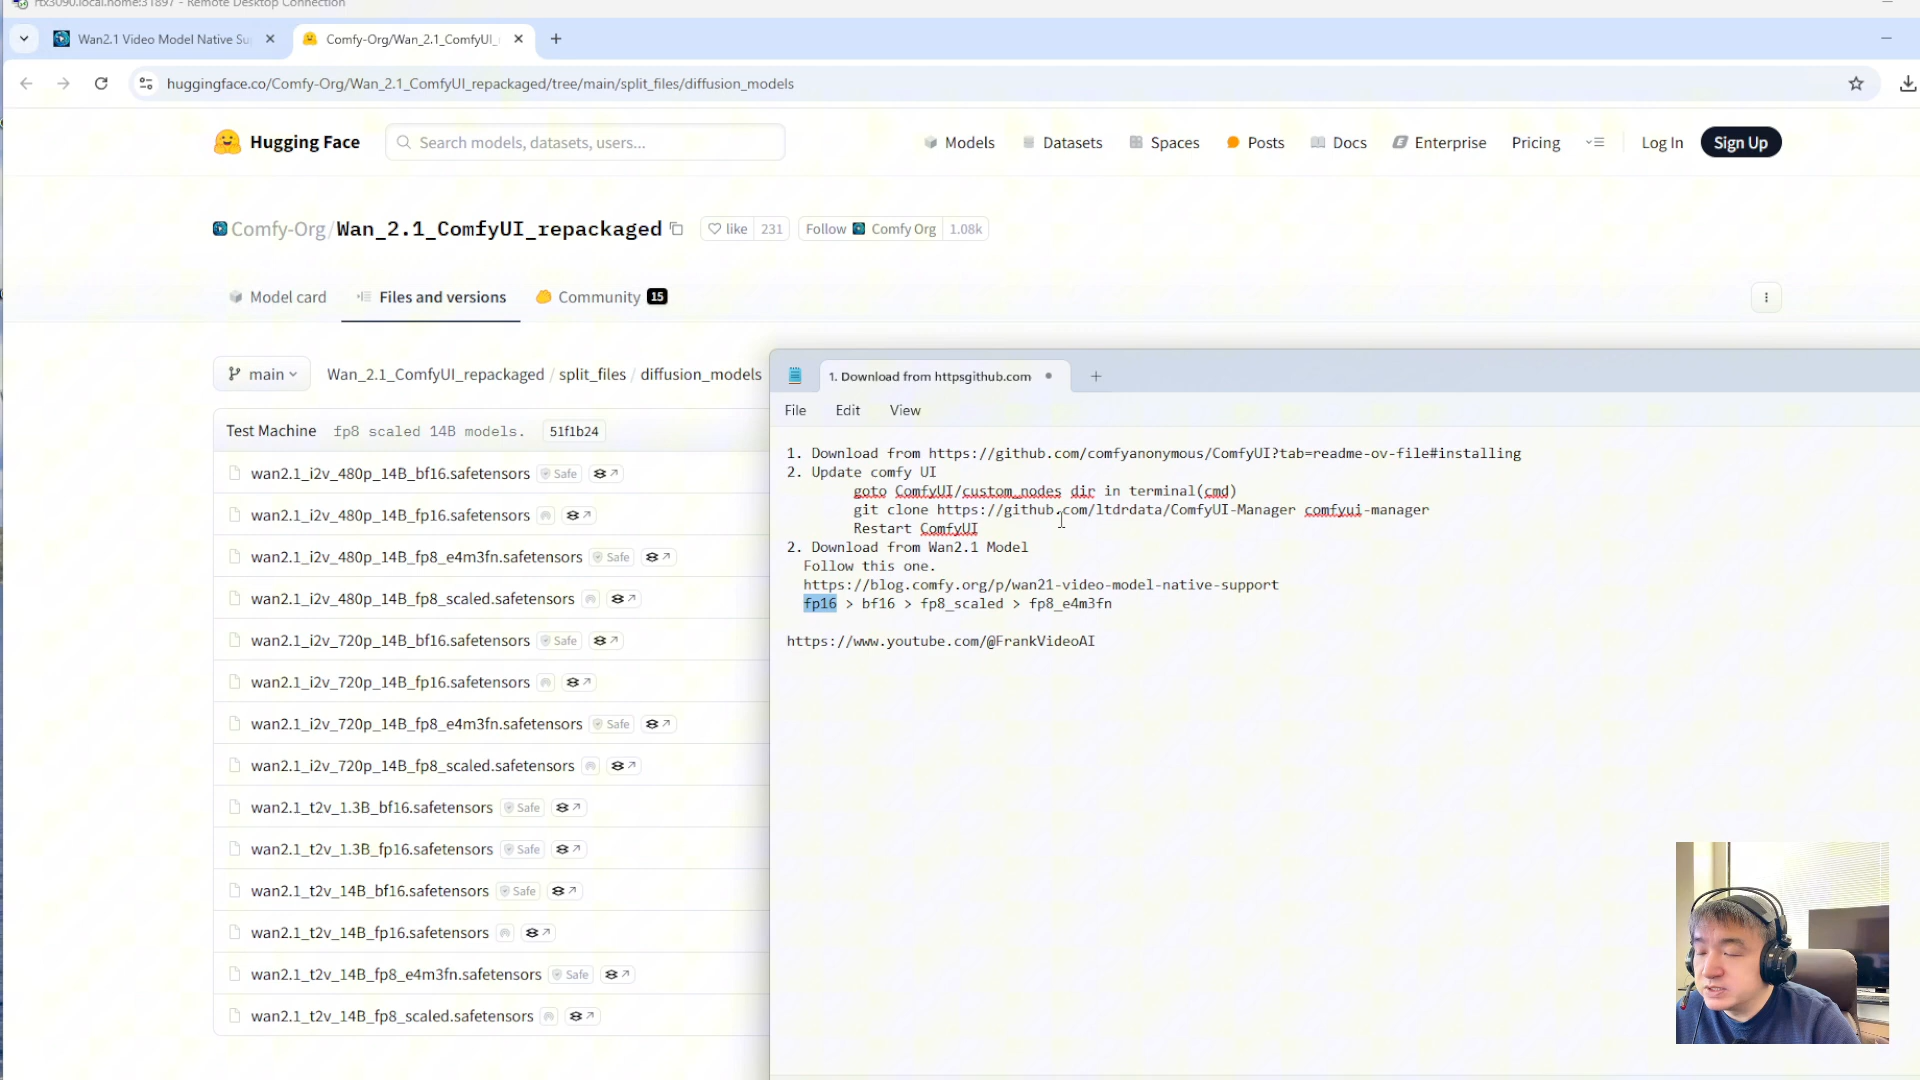 rtx3090.local.home:31897 - Remote Desktop Connection
Wan2.1 Video Model Native Su
Comfy-Org/Wan_2.1_ComfyUI_
huggingface.co/Comfy-Org/Wan_2.1_ComfyUI_repackaged/tree/main/split_files/diffusion_models
Hugging Face
Search models, datasets, users...
Models
Datasets
Spaces
Posts
Docs
Enterprise
Pricing
Log In
Sign Up
Comfy-Org/Wan_2.1_ComfyUI_repackaged
like 231
Follow Comfy Org 1.08k
Model card
Files and versions
Community 15
main
Wan_2.1_ComfyUI_repackaged / split_files / diffusion_models
Test Machine fp8 scaled 14B models. 51f1b24
wan2.1_i2v_480p_14B_bf16.safetensors Safe
wan2.1_i2v_480p_14B_fp16.safetensors
wan2.1_i2v_480p_14B_fp8_e4m3fn.safetensors Safe
wan2.1_i2v_480p_14B_fp8_scaled.safetensors
wan2.1_i2v_720p_14B_bf16.safetensors Safe
wan2.1_i2v_720p_14B_fp16.safetensors
wan2.1_i2v_720p_14B_fp8_e4m3fn.safetensors Safe
wan2.1_i2v_720p_14B_fp8_scaled.safetensors
wan2.1_t2v_1.3B_bf16.safetensors Safe
wan2.1_t2v_1.3B_fp16.safetensors Safe
wan2.1_t2v_14B_bf16.safetensors Safe
wan2.1_t2v_14B_fp16.safetensors
wan2.1_t2v_14B_fp8_e4m3fn.safetensors Safe
wan2.1_t2v_14B_fp8_scaled.safetensors
1. Download from httpsgithub.com
File Edit View
1. Download from https://github.com/comfyanonymous/ComfyUI?tab=readme-ov-file#installing
2. Update comfy UI
goto ComfyUI/custom_nodes dir in terminal(cmd)
git clone https://github.com/ltdrdata/ComfyUI-Manager comfyui-manager
Restart ComfyUI
2. Download from Wan2.1 Model
Follow this one.
https://blog.comfy.org/p/wan21-video-model-native-support
fp16 > bf16 > fp8_scaled > fp8_e4m3fn
https://www.youtube.com/@FrankVideoAI